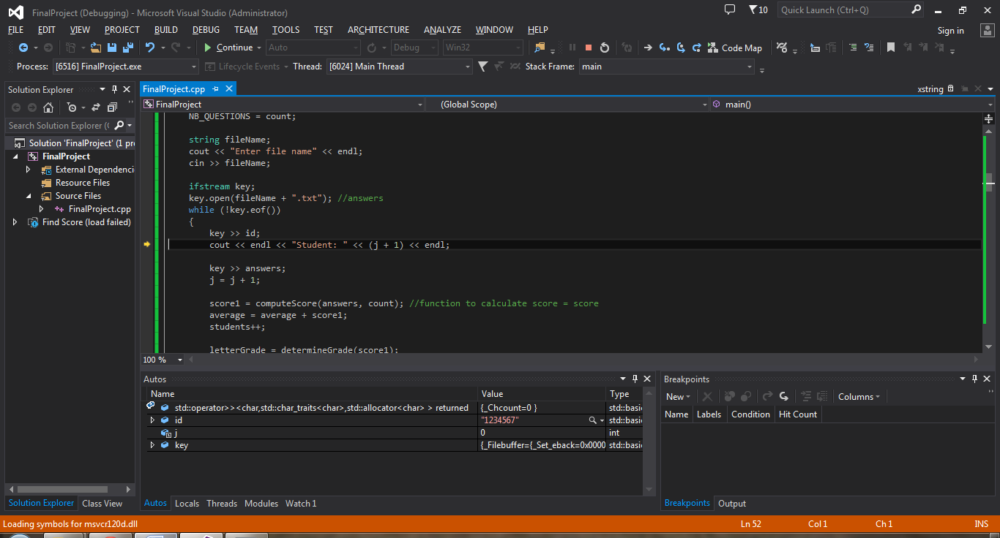 FinalProject (Debugging) - Microsoft Visual Studio (Administrator)
10
Quick Launch (Ctrl+Q)
FILE EDIT VIEW PROJECT BUILD DEBUG TEAM TOOLS TEST ARCHITECTURE ANALYZE WINDOW HELP
Sign in
Continue Auto Debug Win32 Code Map
Process: [6516] FinalProject.exe Lifecycle Events Thread: [6024] Main Thread Stack Frame: main
Solution Explorer
Search Solution Explorer (
Solution 'FinalProject' (1 pr
FinalProject
External Dependenci
Resource Files
Source Files
FinalProject.cpp
Find Score (load failed)
Solution Explorer Class View
FinalProject.cpp
xstring
FinalProject (Global Scope) main()
NB_QUESTIONS = count;
string fileName;
cout << "Enter file name" << endl;
cin >> fileName;
ifstream key;
key.open(fileName + ".txt"); //answers
while (!key.eof())
{
key >> id;
cout << endl << "Student: " << (j + 1) << endl;
key >> answers;
j = j + 1;
score1 = computeScore(answers, count); //function to calculate score = score
average = average + score1;
students++;
letterGrade = determineGrade(score1);
100 %
Autos
Name Value Type
std::operator>><char,std::char_traits<char>,std::allocator<char> > returned {_Chcount=0 } std::basi
id "1234567" std::basi
j 0 int
key {_Filebuffer={_Set_eback=0x0000 std::basi
Autos Locals Threads Modules Watch 1
Breakpoints
New Columns
Name Labels Condition Hit Count
Breakpoints Output
Loading symbols for msvcr120d.dll Ln 52 Col 1 Ch 1 INS